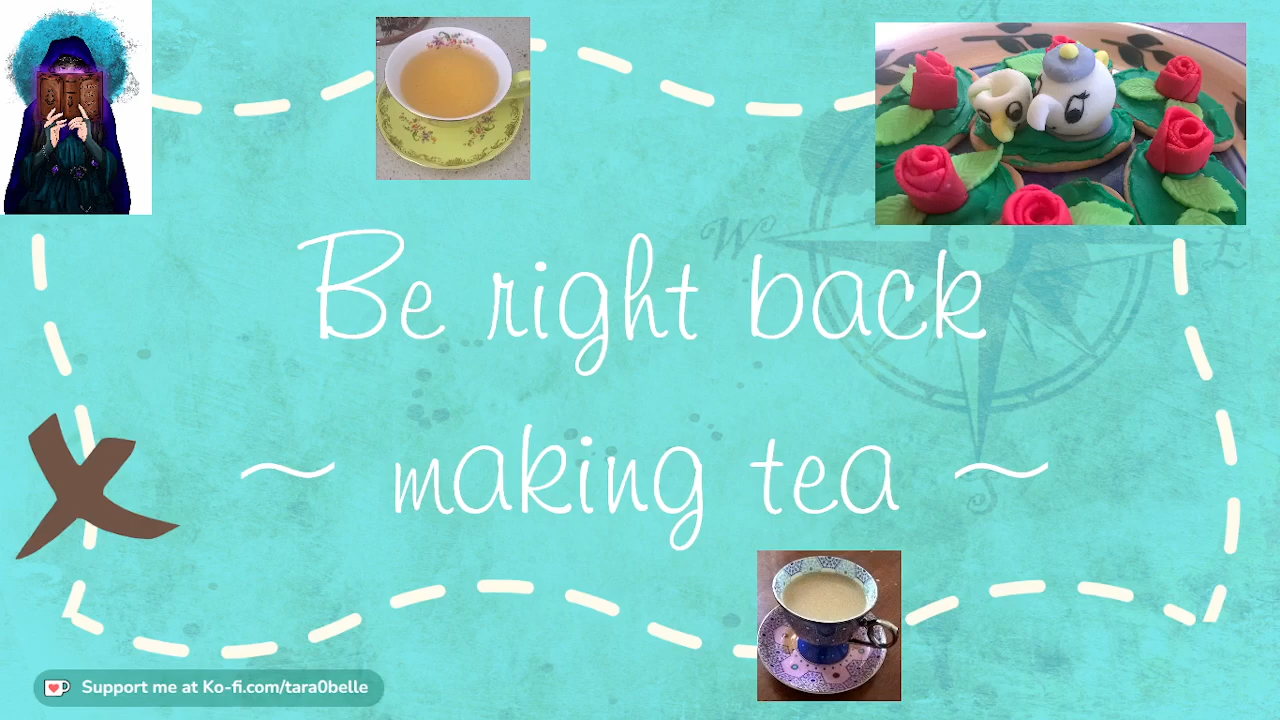 W
E
Be right back
~ making tea ~
Support me at Ko-fi.com/tara0belle